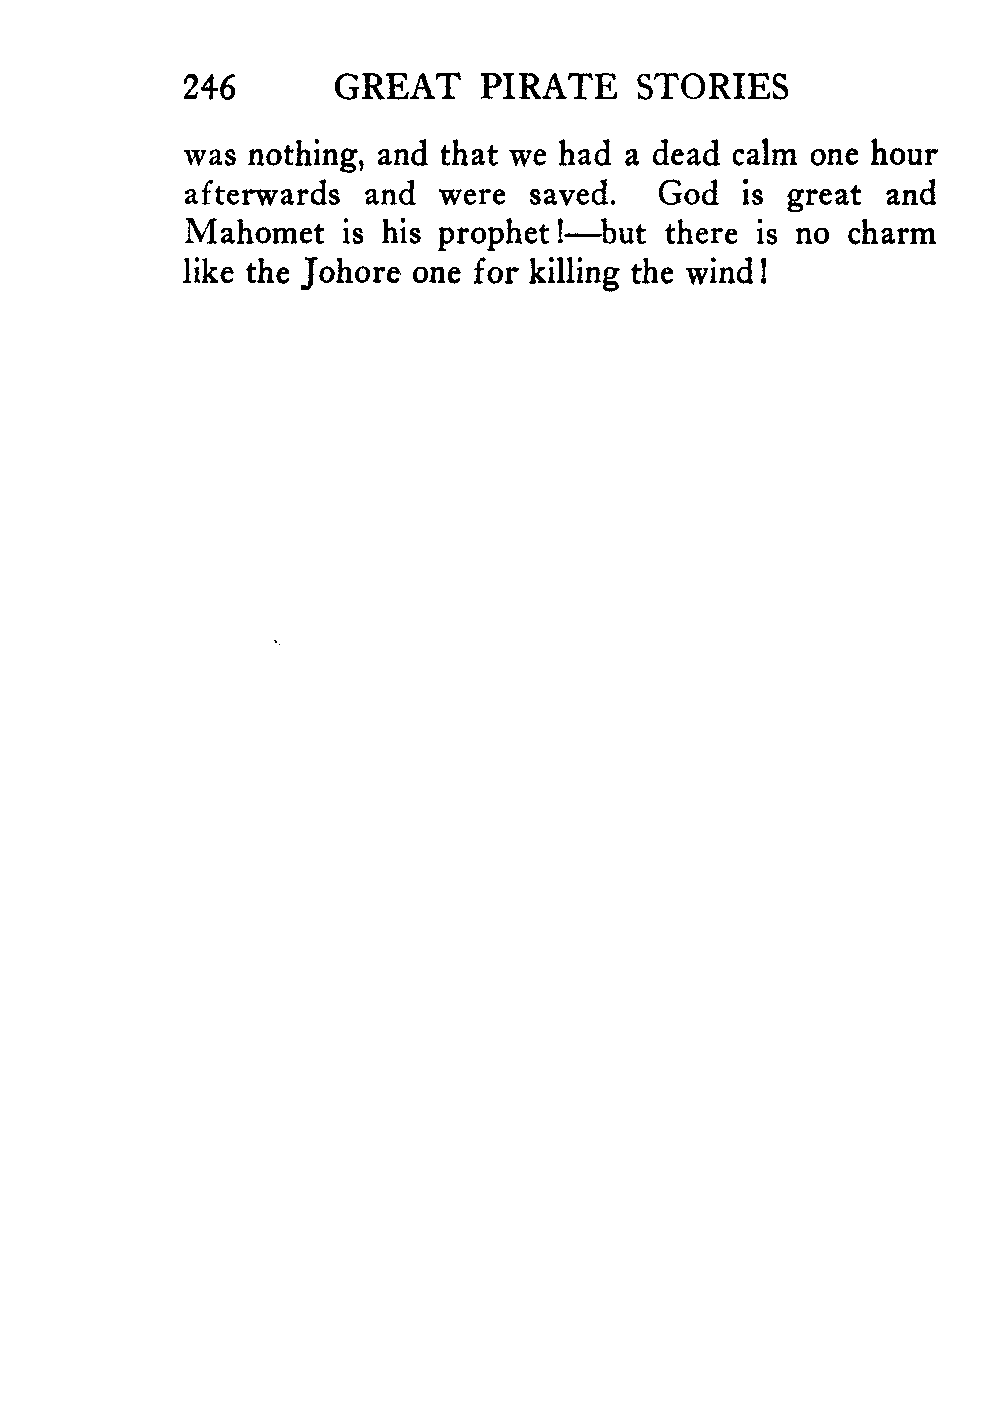 246 GREAT PIRATE STORIES
was nothing, and that we had a dead calm one hour
afterwards and were saved. God is great and
Mahomet is his prophet!—but there is no charm
like the Johore one for killing the wind!